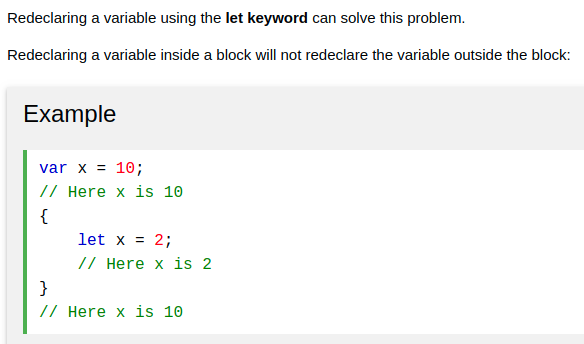 Redeclaring a variable using the let keyword can solve this problem.
Redeclaring a variable inside a block will not redeclare the variable outside the block:
Example
var x = 10;
// Here x is 10
{
    let x = 2;
    // Here x is 2
}
// Here x is 10